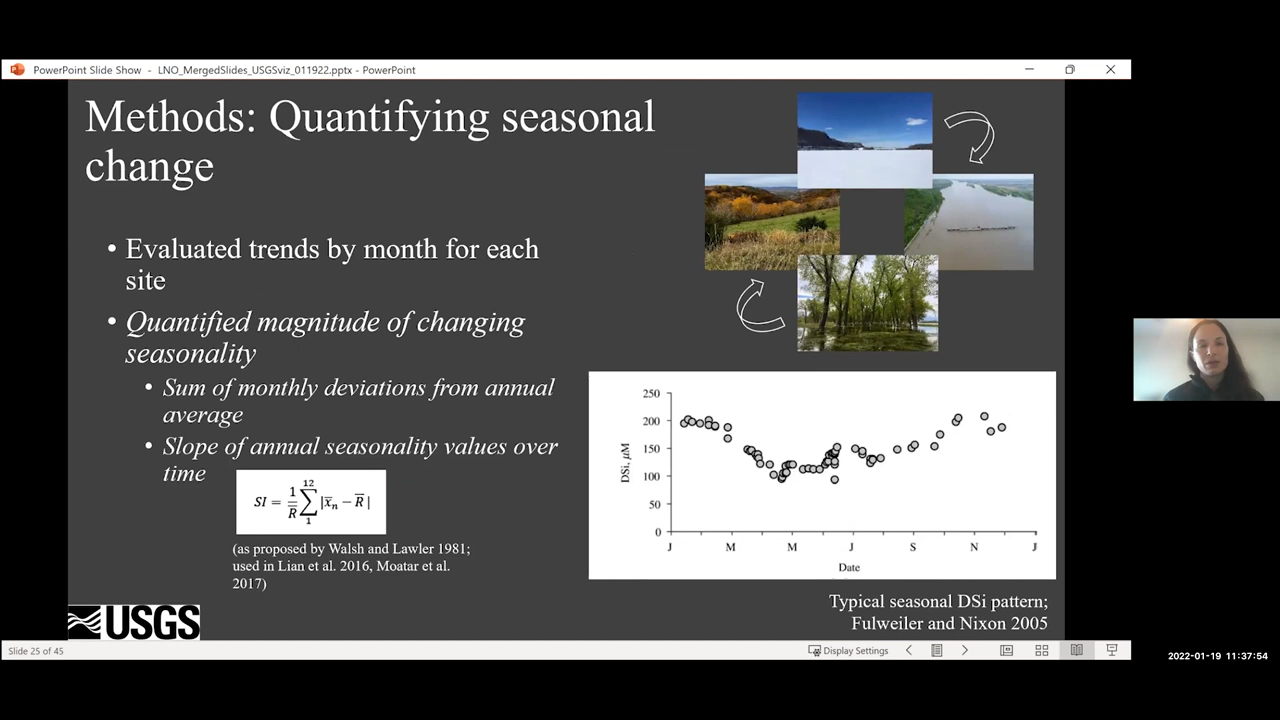 PowerPoint Slide Show - LNO_MergedSlides_USGSviz_011922.pptx - PowerPoint
Methods: Quantifying seasonal
change
• Evaluated trends by month for each
site
• Quantified magnitude of changing
seasonality
• Sum of monthly deviations from annual
average
• Slope of annual seasonality values over
time
SI = 1/R̅ ∑₁¹² |x̅ₙ − R̅|
(as proposed by Walsh and Lawler 1981;
used in Lian et al. 2016, Moatar et al.
2017)
USGS
250
200
150
100
50
0
DSi, µM
J M M J S N J
Date
Typical seasonal DSi pattern;
Fulweiler and Nixon 2005
Slide 25 of 45
Display Settings
2022-01-19 11:37:54